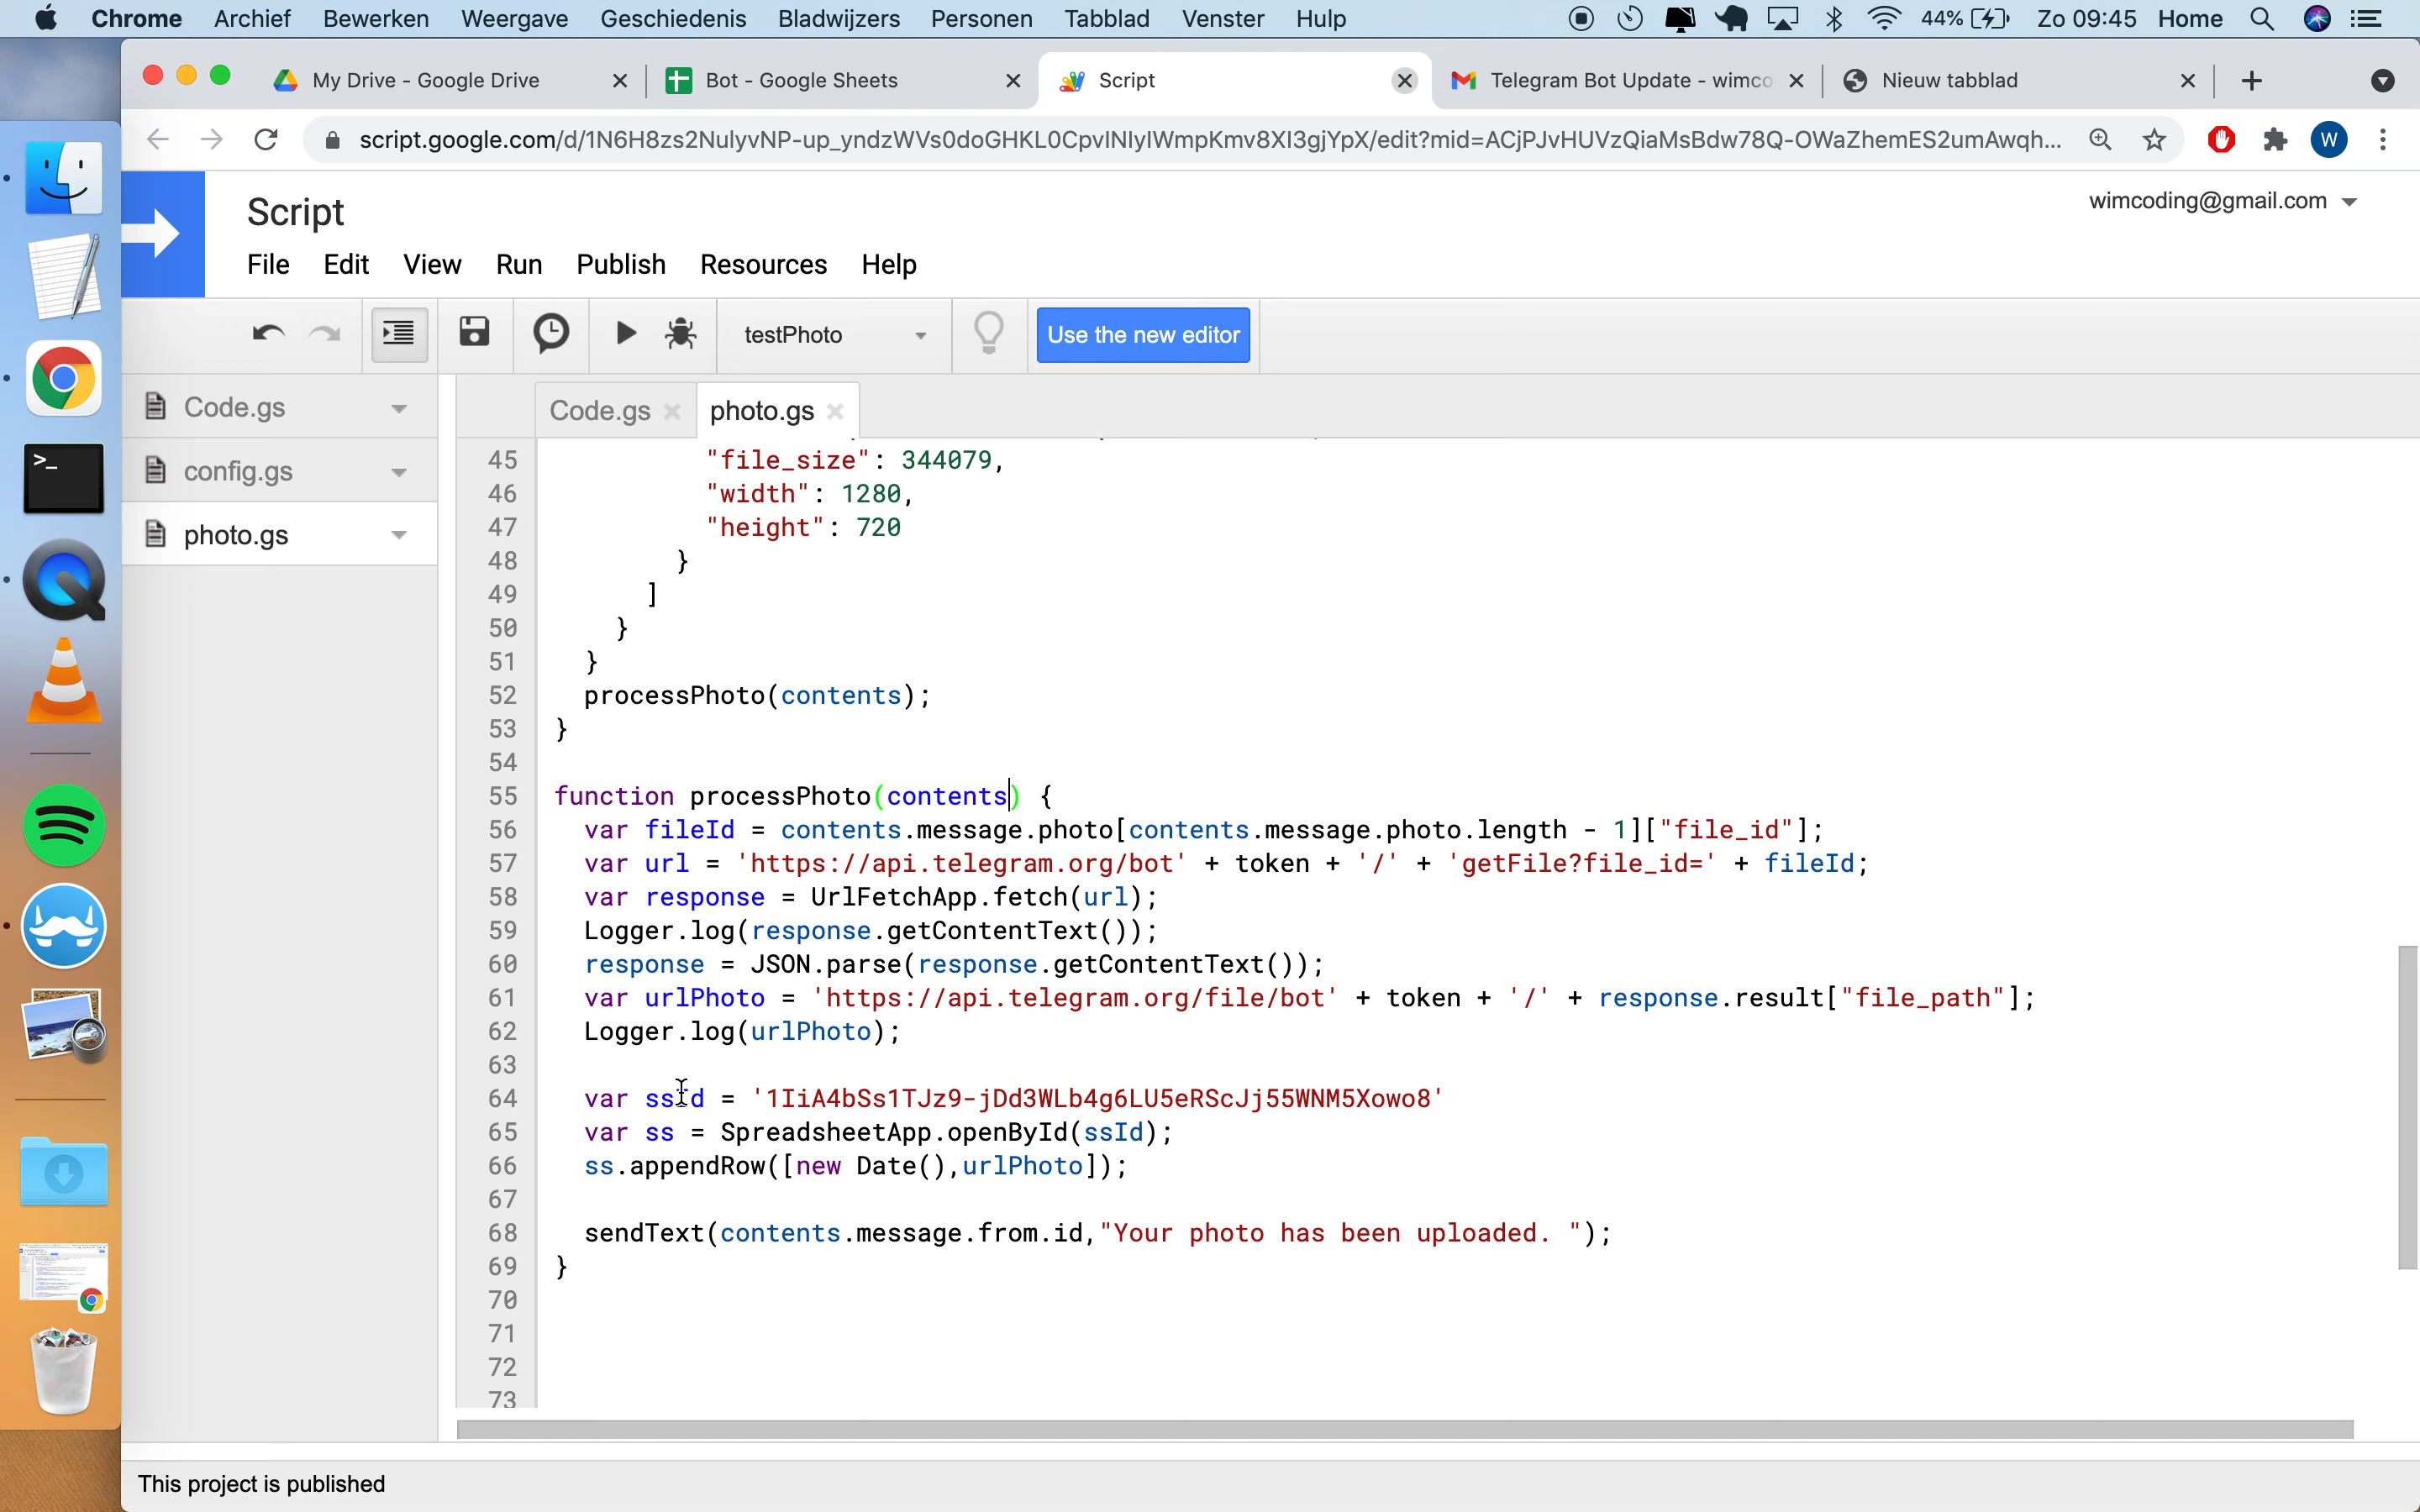 Chrome Archief Bewerken Weergave Geschiedenis Bladwijzers Personen Tabblad Venster Hulp 44% Zo 09:45 Home
My Drive - Google Drive Bot - Google Sheets Script Telegram Bot Update - wimco Nieuw tabblad
script.google.com/d/1N6H8zs2NulyvNP-up_yndzWVs0doGHKL0CpvINIyIWmpKmv8XI3gjYpX/edit?mid=ACjPJvHUVzQiaMsBdw78Q-OWaZhemES2umAwqh... W
Script
wimcoding@gmail.com
File Edit View Run Publish Resources Help
testPhoto Use the new editor
Code.gs
config.gs
photo.gs
Code.gs photo.gs
45 "file_size": 344079,
46 "width": 1280,
47 "height": 720
48 }
49 ]
50 }
51 }
52 processPhoto(contents);
53 }
54
55 function processPhoto(contents) {
56 var fileId = contents.message.photo[contents.message.photo.length - 1]["file_id"];
57 var url = 'https://api.telegram.org/bot' + token + '/' + 'getFile?file_id=' + fileId;
58 var response = UrlFetchApp.fetch(url);
59 Logger.log(response.getContentText());
60 response = JSON.parse(response.getContentText());
61 var urlPhoto = 'https://api.telegram.org/file/bot' + token + '/' + response.result["file_path"];
62 Logger.log(urlPhoto);
63
64 var ssId = '1IiA4bSs1TJz9-jDd3WLb4g6LU5eRScJj55WNM5Xowo8'
65 var ss = SpreadsheetApp.openById(ssId);
66 ss.appendRow([new Date(),urlPhoto]);
67
68 sendText(contents.message.from.id,"Your photo has been uploaded. ");
69 }
70
71
72
73
This project is published